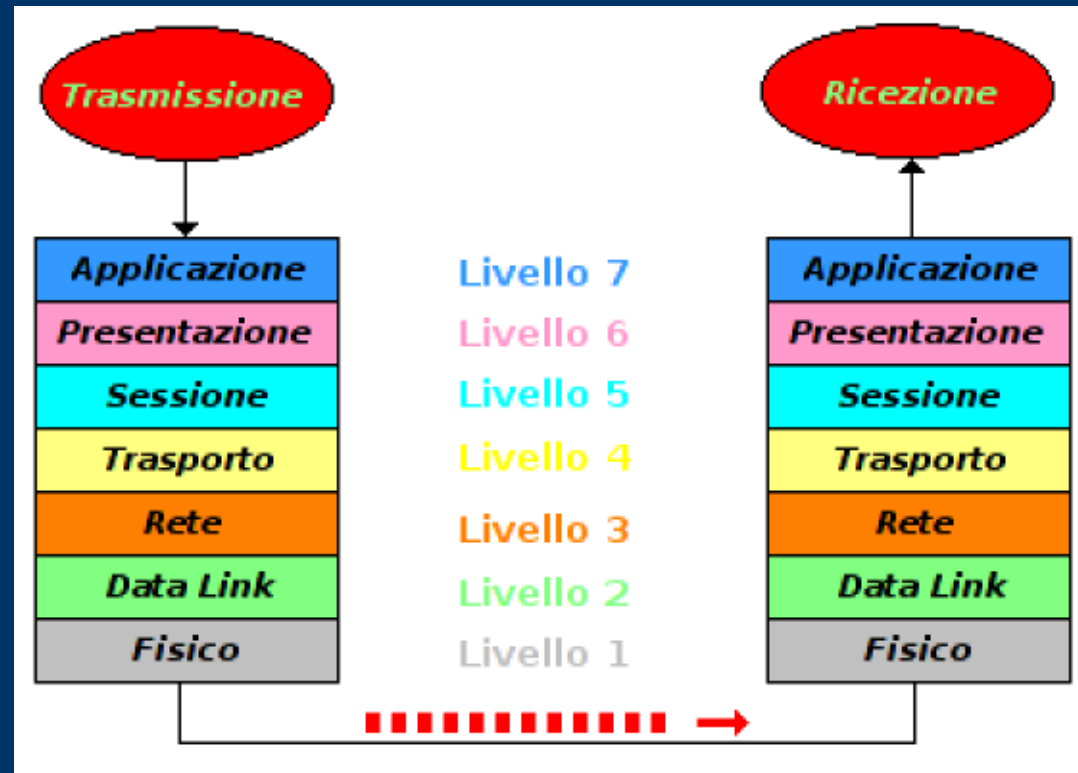 Trasmissione
Ricezione
Applicazione Livello 7 Applicazione
Presentazione Livello 6 Presentazione
Sessione Livello 5 Sessione
Trasporto Livello 4 Trasporto
Rete Livello 3 Rete
Data Link Livello 2 Data Link
Fisico Livello 1 Fisico